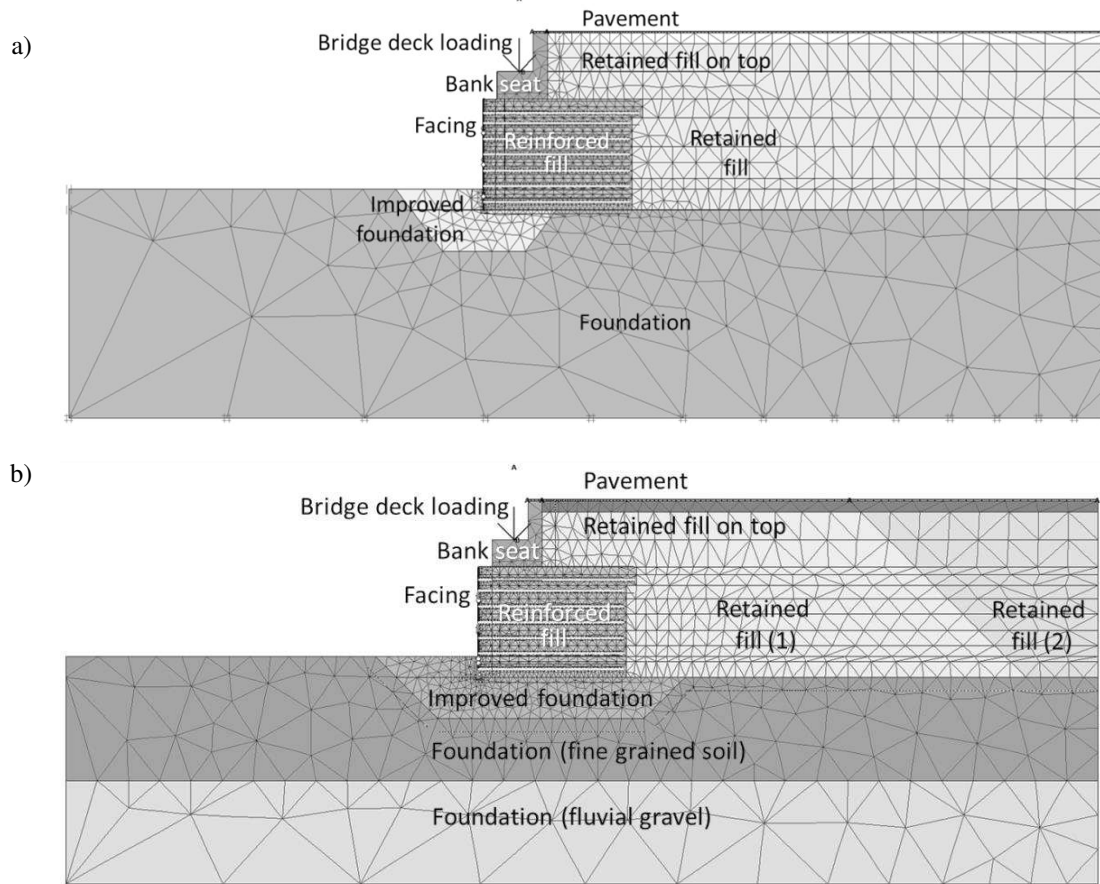 a)
Pavement
Bridge deck loading
Retained fill on top
Bank seat
Facing
Reinforced
fill
Retained
fill
Improved
foundation
Foundation
b)
A
Pavement
Bridge deck loading
Retained fill on top
Bank seat
Facing
Reinforced
fill
Retained
fill (1)
Retained
fill (2)
Improved foundation
Foundation (fine grained soil)
Foundation (fluvial gravel)